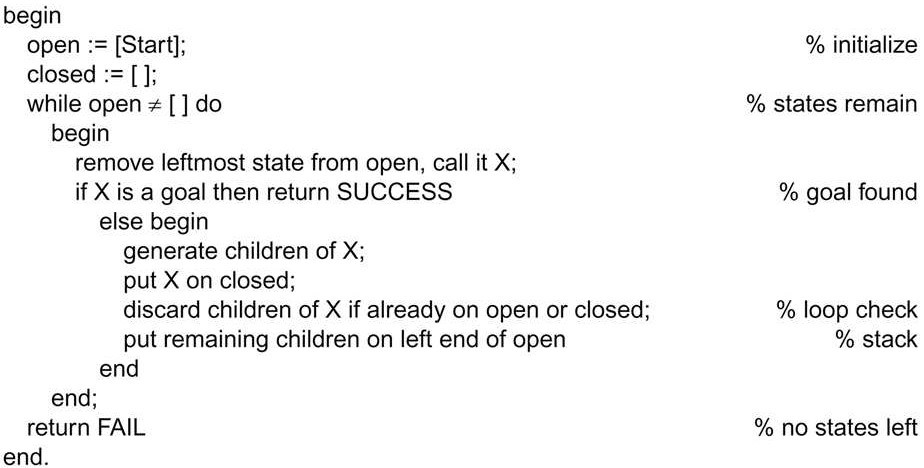 begin
open := [Start]; % initialize
closed := [ ];
while open ≠ [ ] do % states remain
begin
remove leftmost state from open, call it X;
if X is a goal then return SUCCESS % goal found
else begin
generate children of X;
put X on closed;
discard children of X if already on open or closed; % loop check
put remaining children on left end of open % stack
end
end;
return FAIL % no states left
end.